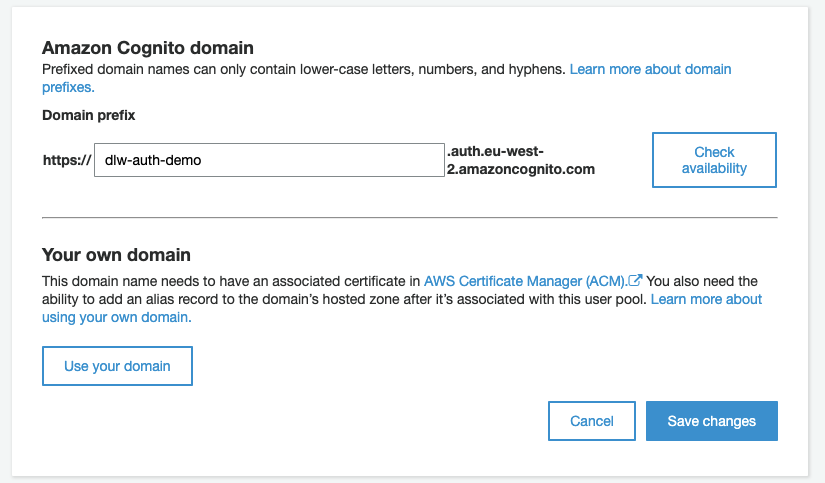 Amazon Cognito domain
Prefixed domain names can only contain lower-case letters, numbers, and hyphens. Learn more about domain
prefixes.
Domain prefix
https:// dlw-auth-demo .auth.eu-west-
2.amazoncognito.com
Check
availability
Your own domain
This domain name needs to have an associated certificate in AWS Certificate Manager (ACM). You also need the
ability to add an alias record to the domain's hosted zone after it's associated with this user pool. Learn more about
using your own domain.
Use your domain
Cancel
Save changes